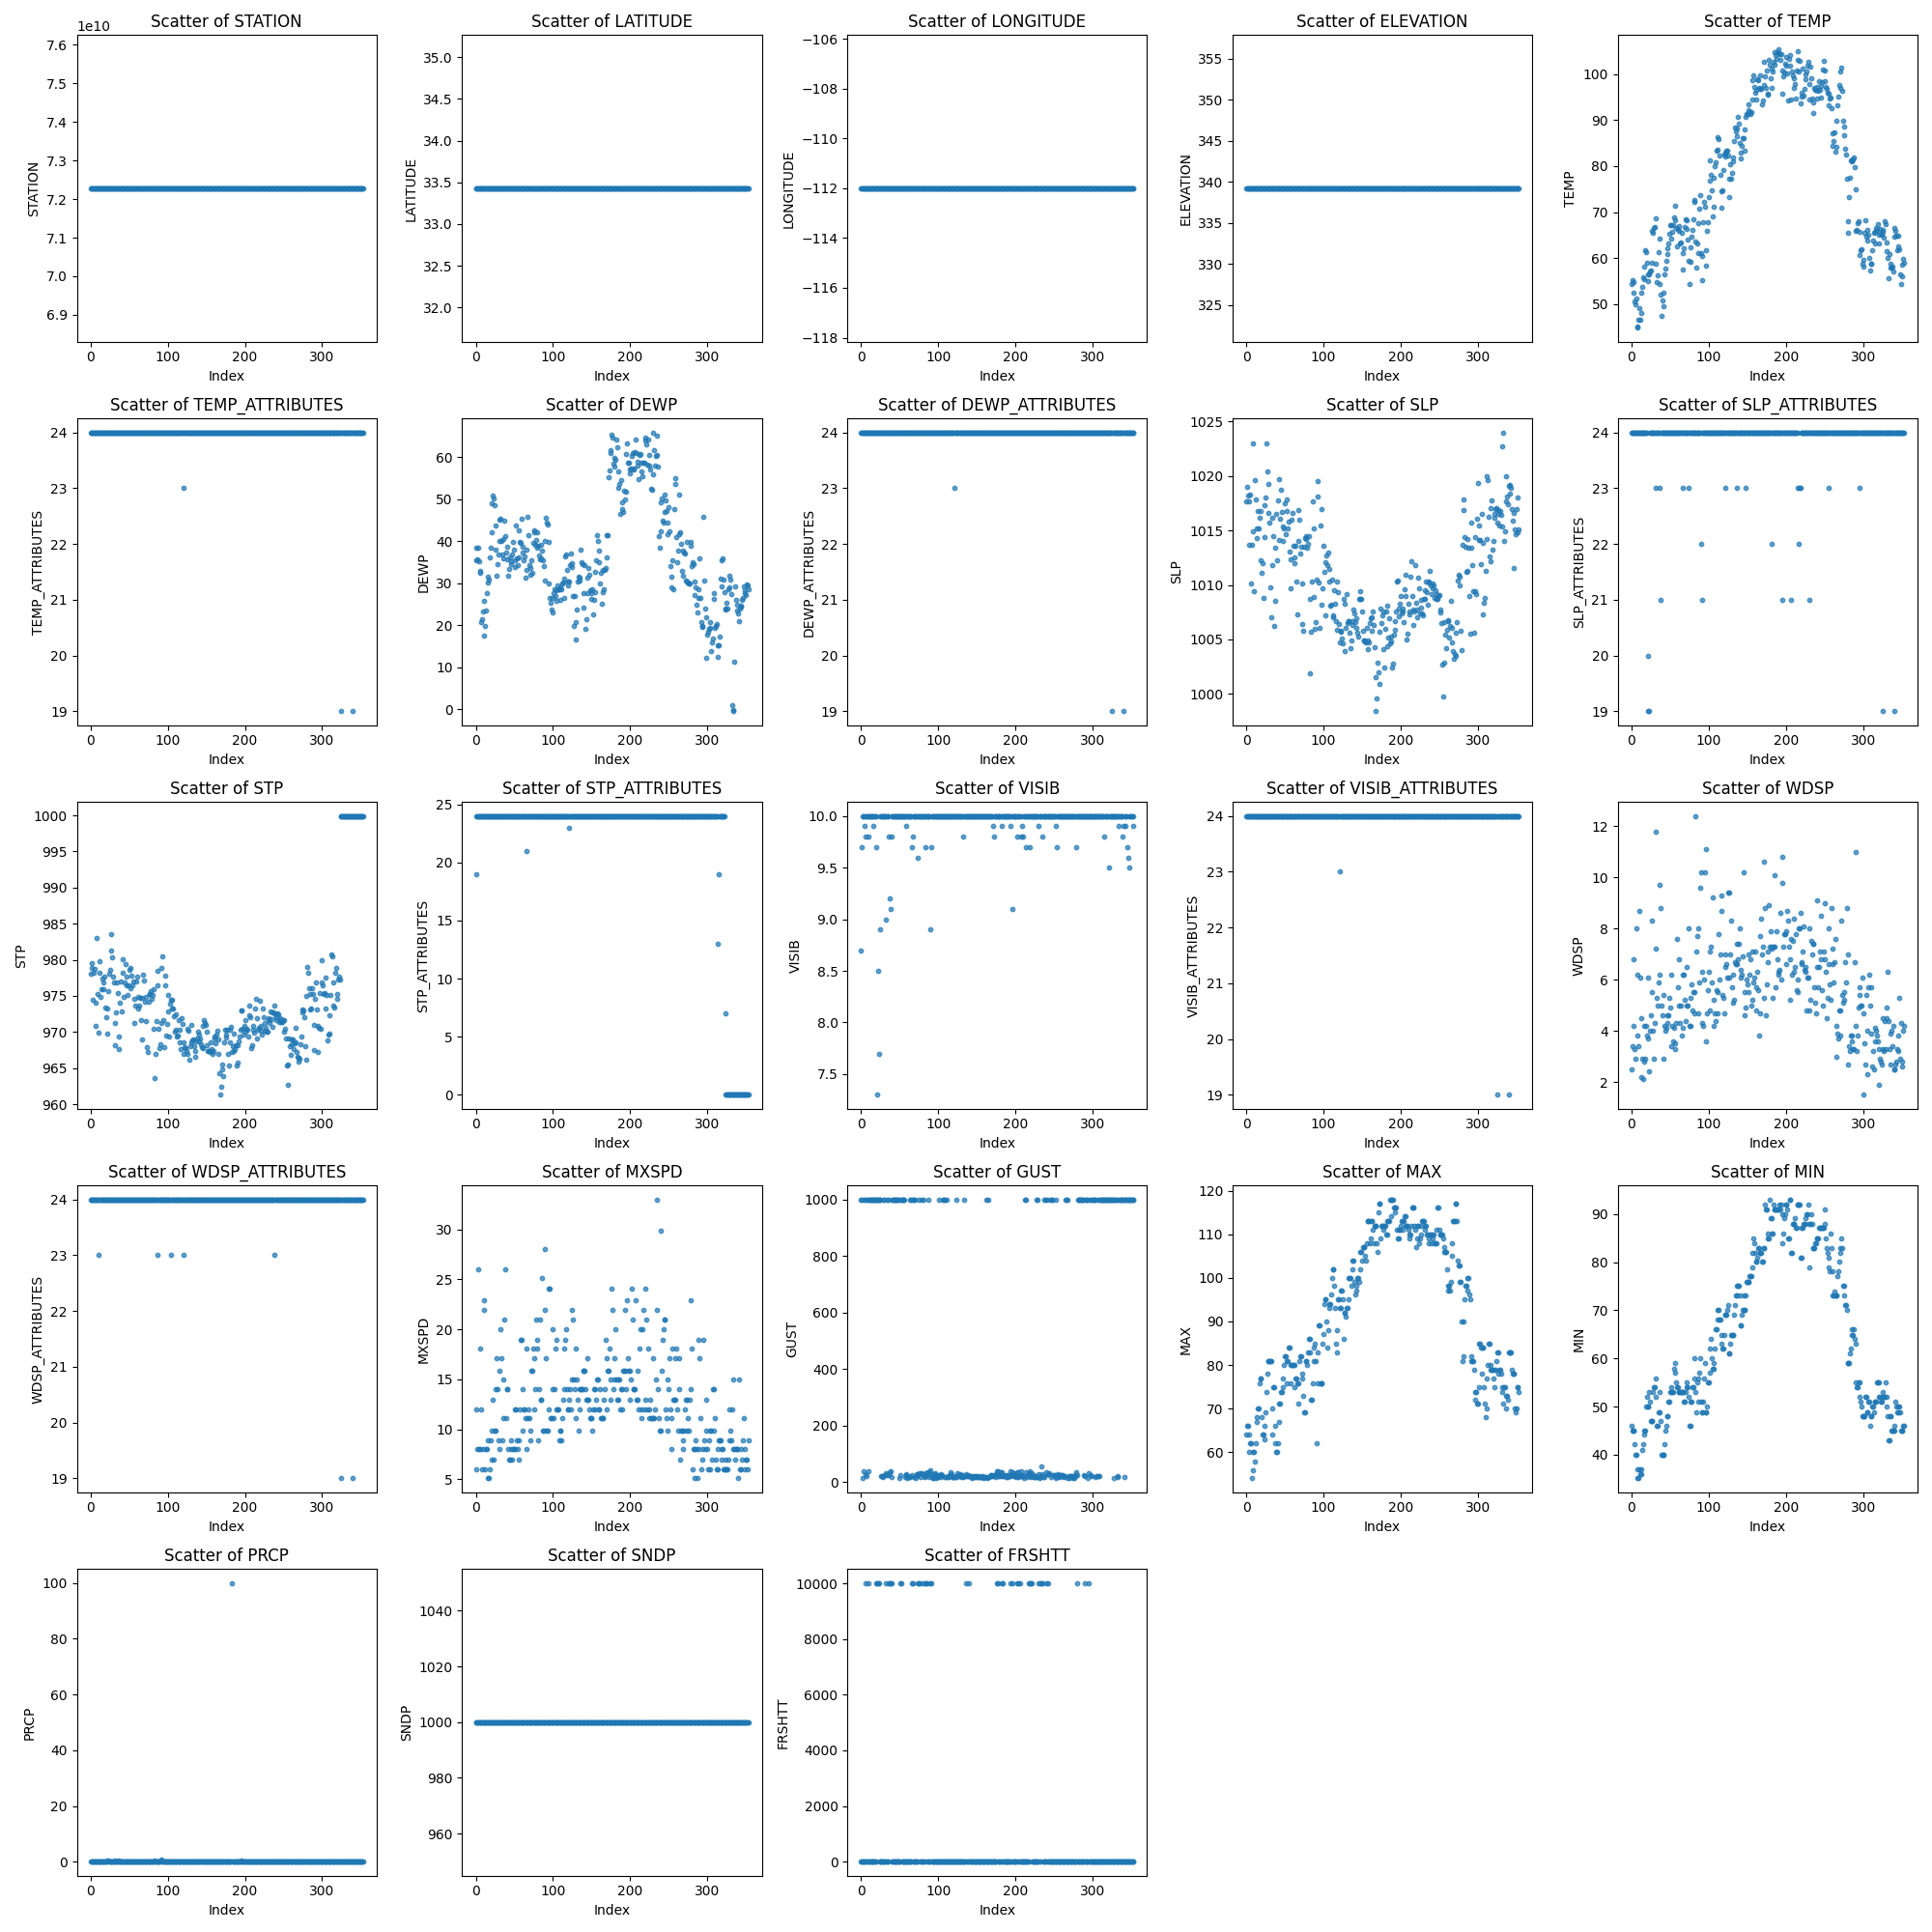 Scatter of STATION
1e10
7.6
7.5
7.4
7.3
7.2
7.1
7.0
6.9
STATION
0 100 200 300
Index
Scatter of LATITUDE
35.0
34.5
34.0
33.5
33.0
32.5
32.0
LATITUDE
0 100 200 300
Index
Scatter of LONGITUDE
−106
−108
−110
−112
−114
−116
−118
LONGITUDE
0 100 200 300
Index
Scatter of ELEVATION
355
350
345
340
335
330
325
ELEVATION
0 100 200 300
Index
Scatter of TEMP
100
90
80
70
60
50
TEMP
0 100 200 300
Index
Scatter of TEMP_ATTRIBUTES
24
23
22
21
20
19
TEMP_ATTRIBUTES
0 100 200 300
Index
Scatter of DEWP
60
50
40
30
20
10
0
DEWP
0 100 200 300
Index
Scatter of DEWP_ATTRIBUTES
24
23
22
21
20
19
DEWP_ATTRIBUTES
0 100 200 300
Index
Scatter of SLP
1025
1020
1015
1010
1005
1000
SLP
0 100 200 300
Index
Scatter of SLP_ATTRIBUTES
24
23
22
21
20
19
SLP_ATTRIBUTES
0 100 200 300
Index
Scatter of STP
1000
995
990
985
980
975
970
965
960
STP
0 100 200 300
Index
Scatter of STP_ATTRIBUTES
25
20
15
10
5
0
STP_ATTRIBUTES
0 100 200 300
Index
Scatter of VISIB
10.0
9.5
9.0
8.5
8.0
7.5
VISIB
0 100 200 300
Index
Scatter of VISIB_ATTRIBUTES
24
23
22
21
20
19
VISIB_ATTRIBUTES
0 100 200 300
Index
Scatter of WDSP
12
10
8
6
4
2
WDSP
0 100 200 300
Index
Scatter of WDSP_ATTRIBUTES
24
23
22
21
20
19
WDSP_ATTRIBUTES
0 100 200 300
Index
Scatter of MXSPD
30
25
20
15
10
5
MXSPD
0 100 200 300
Index
Scatter of GUST
1000
800
600
400
200
0
GUST
0 100 200 300
Index
Scatter of MAX
120
110
100
90
80
70
60
MAX
0 100 200 300
Index
Scatter of MIN
90
80
70
60
50
40
MIN
0 100 200 300
Index
Scatter of PRCP
100
80
60
40
20
0
PRCP
0 100 200 300
Index
Scatter of SNDP
1040
1020
1000
980
960
SNDP
0 100 200 300
Index
Scatter of FRSHTT
10000
8000
6000
4000
2000
0
FRSHTT
0 100 200 300
Index